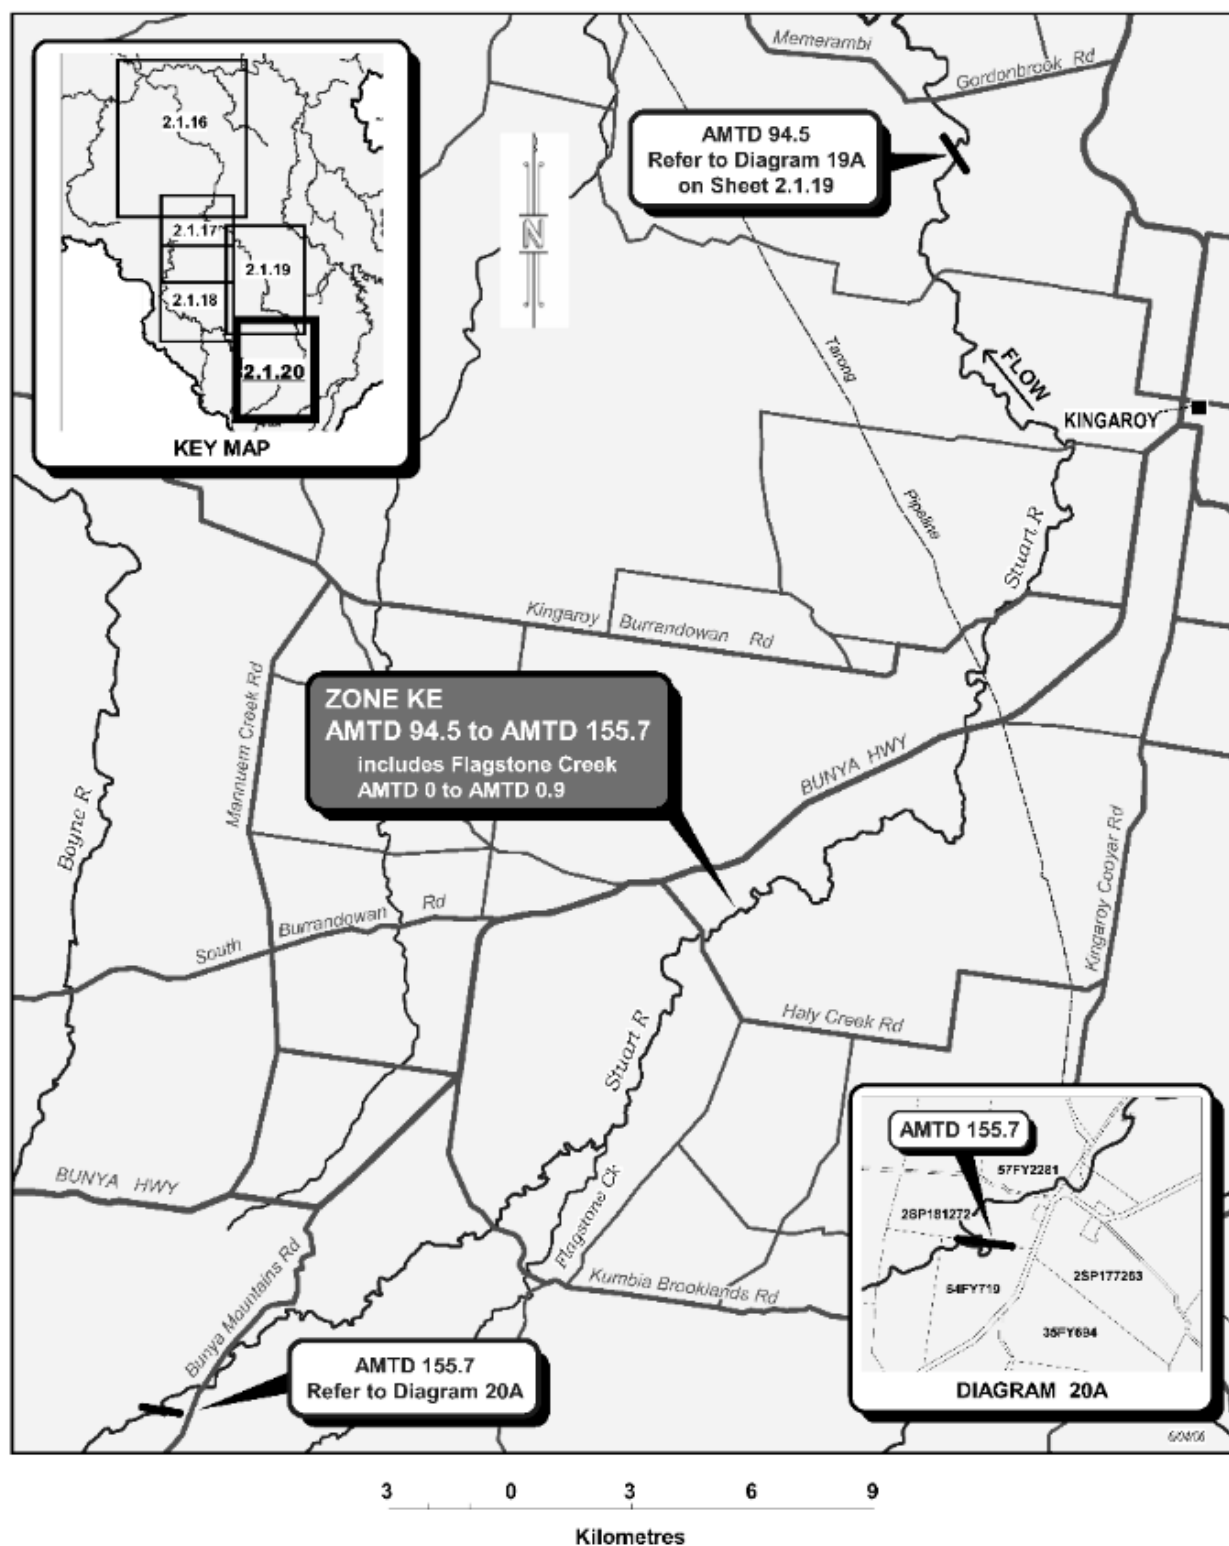 Memerambi
Gordonbrook Rd
2.1.16
2.1.17
2.1.19
2.1.18
2.1.20
KEY MAP
N
AMTD 94.5
Refer to Diagram 19A
on Sheet 2.1.19
Tarong
Pipeline
FLOW
KINGAROY
Stuart R
Kingaroy Burrandowan Rd
Mannuem Creek Rd
ZONE KE
AMTD 94.5 to AMTD 155.7
includes Flagstone Creek
AMTD 0 to AMTD 0.9
BUNYA HWY
Boyne R
Kingaroy Cooyar Rd
South Burrandowan Rd
Haly Creek Rd
Stuart R
BUNYA HWY
Flagstone Ck
Kumbia Brooklands Rd
Bunya Mountains Rd
AMTD 155.7
Refer to Diagram 20A
AMTD 155.7
57FY2281
2SP181272
2SP177263
54FY719
35FY694
DIAGRAM 20A
6/04/06
3 0 3 6 9
Kilometres